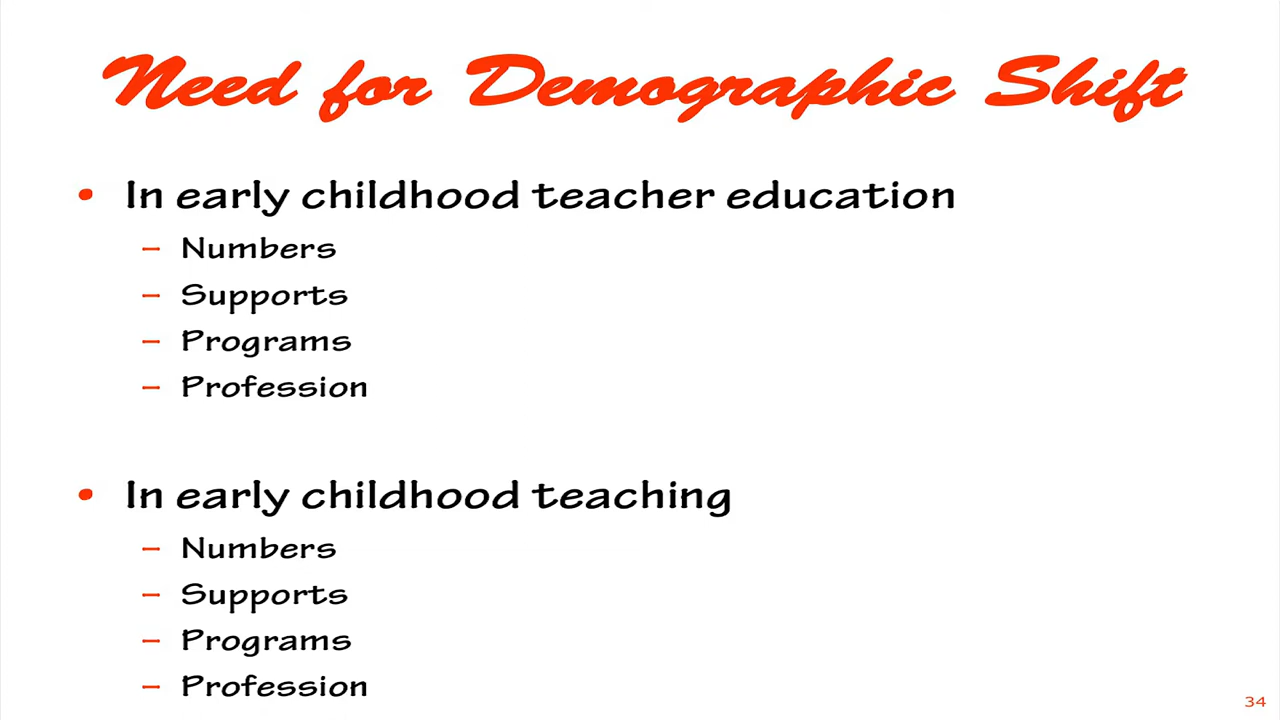 Need for Demographic Shift
• In early childhood teacher education
– Numbers
– Supports
– Programs
– Profession
• In early childhood teaching
– Numbers
– Supports
– Programs
– Profession
34